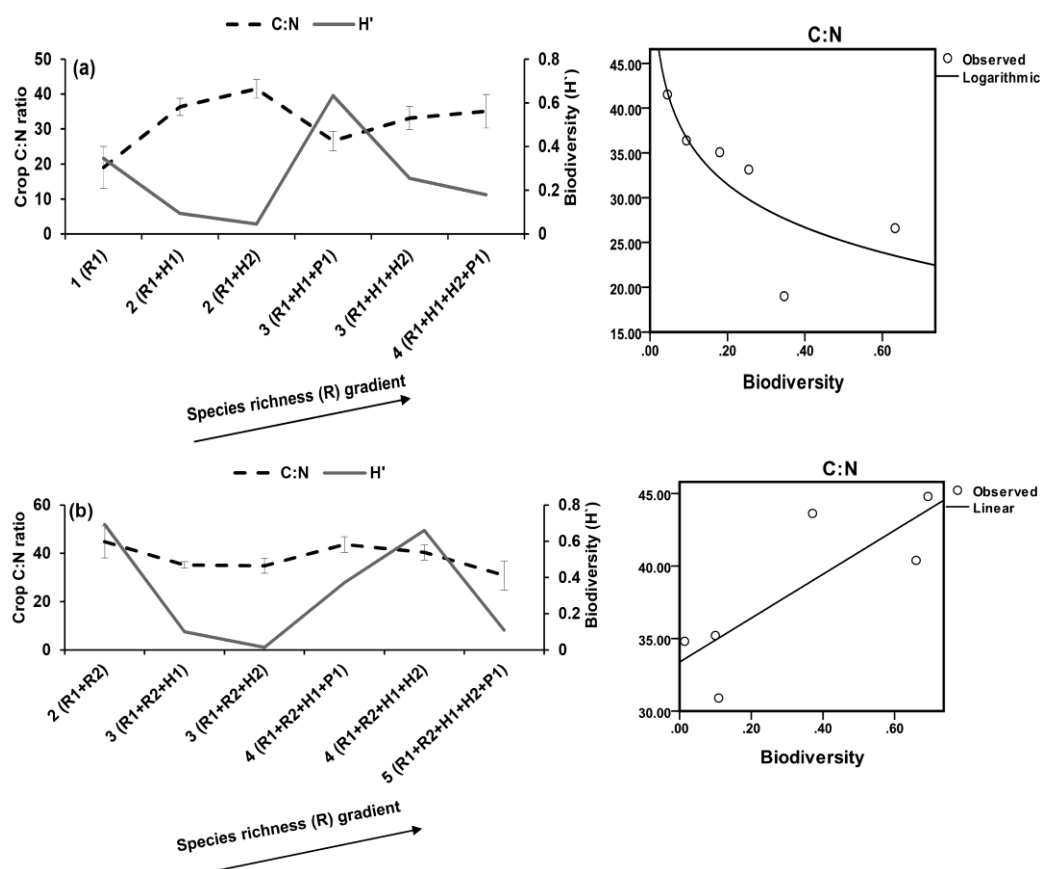 C:N H'
(a)
Crop C:N ratio
50
40
30
20
10
0
0.8
0.6
0.4
0.2
0
Biodiversity (H`)
1 (R1)
2 (R1+H1)
2 (R1+H2)
3 (R1+H1+P1)
3 (R1+H1+H2)
4 (R1+H1+H2+P1)
Species richness (R) gradient
C:N
Observed
Logarithmic
45.00
40.00
35.00
30.00
25.00
20.00
15.00
.00 .20 .40 .60
Biodiversity
C:N H'
(b)
Crop C:N ratio
60
40
20
0
0.8
0.6
0.4
0.2
0
Biodiversity (H`)
2 (R1+R2)
3 (R1+R2+H1)
3 (R1+R2+H2)
4 (R1+R2+H1+P1)
4 (R1+R2+H1+H2)
5 (R1+R2+H1+H2+P1)
Species richness (R) gradient
C:N
Observed
Linear
45.00
40.00
35.00
30.00
.00 .20 .40 .60
Biodiversity